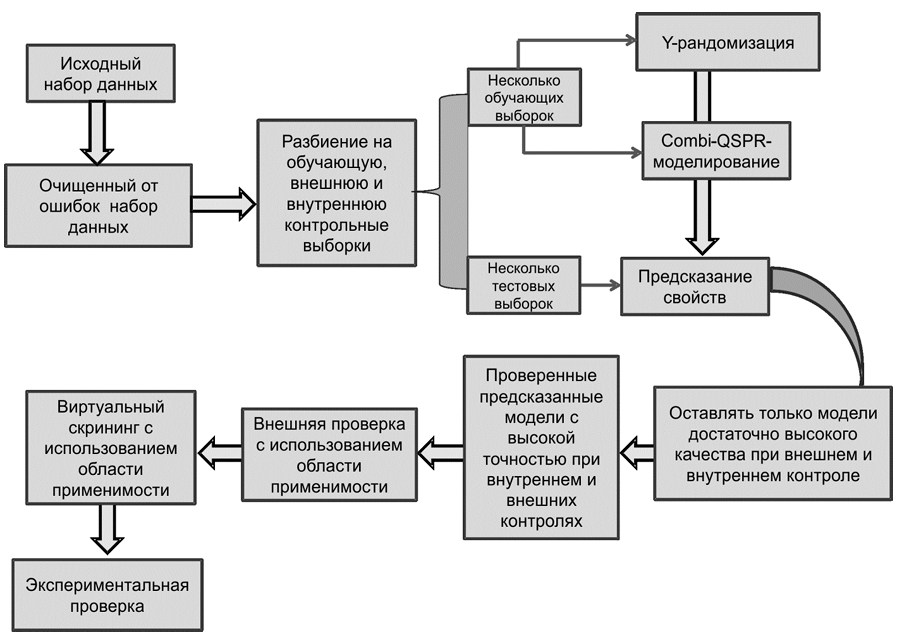 Исходный
набор данных
Очищенный от
ошибок набор
данных
Разбиение на
обучающую,
внешнюю и
внутреннюю
контрольные
выборки
Несколько
обучающих
выборок
Y-рандомизация
Combi-QSPR-
моделирование
Несколько
тестовых
выборок
Предсказание
свойств
Оставлять только модели
достаточно высокого
качества при внешнем и
внутреннем контроле
Проверенные
предсказанные
модели с
высокой
точностью при
внутреннем и
внешних
контролях
Внешняя проверка
с использованием
области
применимости
Виртуальный
скрининг с
использованием
области
применимости
Экспериментальная
проверка